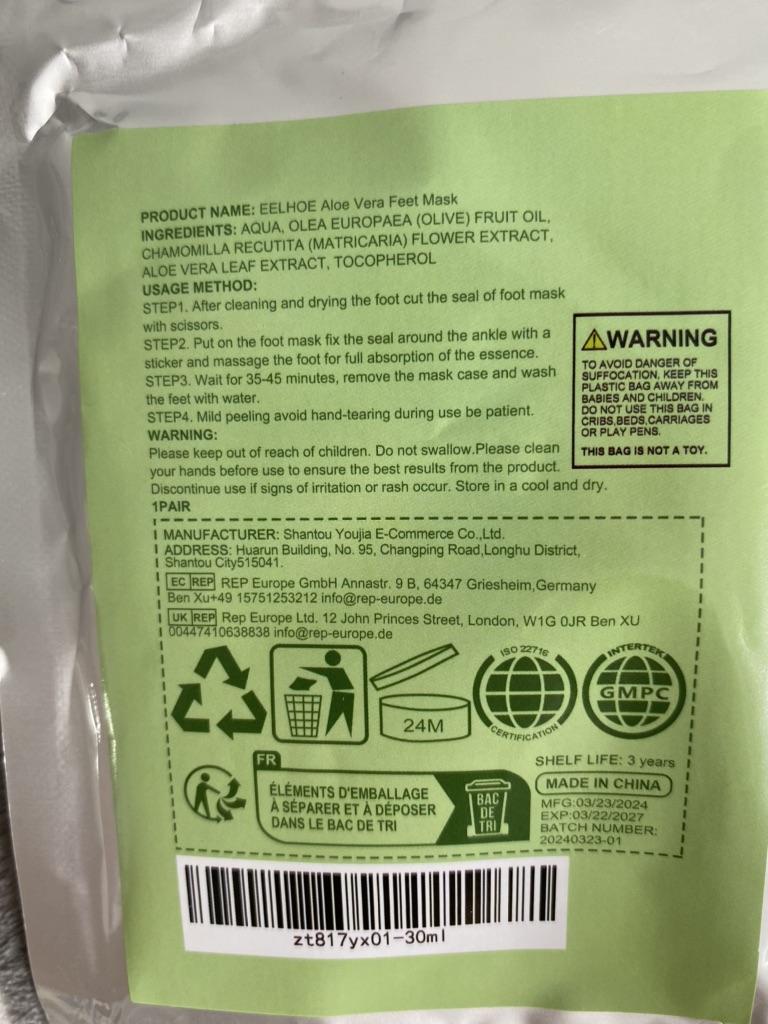 PRODUCT NAME: EELHOE Aloe Vera Feet Mask
INGREDIENTS: AQUA, OLEA EUROPAEA (OLIVE) FRUIT OIL,
CHAMOMILLA RECUTITA (MATRICARIA) FLOWER EXTRACT,
ALOE VERA LEAF EXTRACT, TOCOPHEROL
USAGE METHOD:
STEP1. After cleaning and drying the foot cut the seal of foot mask
with scissors.
STEP2. Put on the foot mask fix the seal around the ankle with a
sticker and massage the foot for full absorption of the essence.
STEP3. Wait for 35-45 minutes, remove the mask case and wash
the feet with water.
STEP4. Mild peeling avoid hand-tearing during use be patient.
WARNING:
Please keep out of reach of children. Do not swallow.Please clean
your hands before use to ensure the best results from the product.
Discontinue use if signs of irritation or rash occur. Store in a cool and dry.
1PAIR
WARNING
TO AVOID DANGER OF
SUFFOCATION, KEEP THIS
PLASTIC BAG AWAY FROM
BABIES AND CHILDREN.
DO NOT USE THIS BAG IN
CRIBS,BEDS,CARRIAGES
OR PLAY PENS.
THIS BAG IS NOT A TOY.
MANUFACTURER: Shantou Youjia E-Commerce Co.,Ltd.
ADDRESS: Huarun Building, No. 95, Changping Road,Longhu District,
Shantou City515041.
EC REP REP Europe GmbH Annastr. 9 B, 64347 Griesheim,Germany
Ben Xu+49 15751253212 info@rep-europe.de
UK REP Rep Europe Ltd. 12 John Princes Street, London, W1G 0JR Ben XU
00447410638838 info@rep-europe.de
24M
ISO 22716
CERTIFICATION
INTERTEK
GMPC
FR
ÉLÉMENTS D'EMBALLAGE
À SÉPARER ET À DÉPOSER
DANS LE BAC DE TRI
BAC
DE
TRI
SHELF LIFE: 3 years
MADE IN CHINA
MFG:03/23/2024
EXP:03/22/2027
BATCH NUMBER:
20240323-01
zt817yx01-30ml